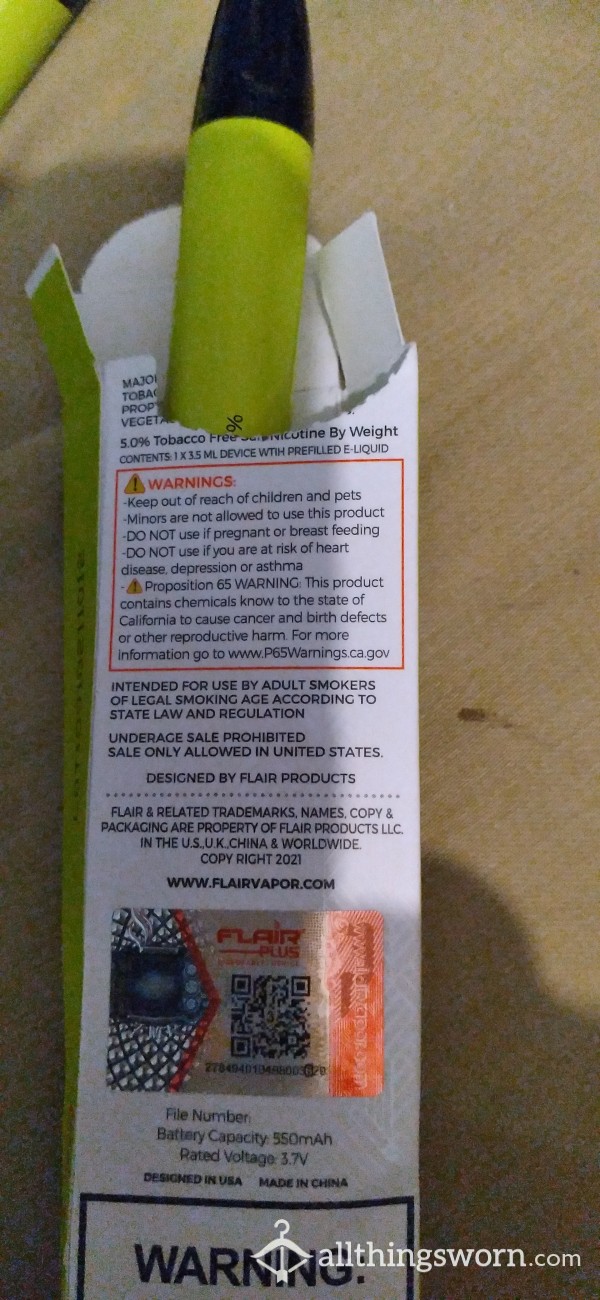 MAJOR
TOBAC
PROPY
VEGETA
%
5.0% Tobacco Free Nicotine By Weight
CONTENTS: 1 X 3.5 ML DEVICE WTIH PREFILLED E-LIQUID
WARNINGS:
-Keep out of reach of children and pets
-Minors are not allowed to use this product
-DO NOT use if pregnant or breast feeding
-DO NOT use if you are at risk of heart
disease, depression or asthma
- Proposition 65 WARNING: This product
contains chemicals know to the state of
California to cause cancer and birth defects
or other reproductive harm. For more
information go to www.P65Warnings.ca.gov
INTENDED FOR USE BY ADULT SMOKERS
OF LEGAL SMOKING AGE ACCORDING TO
STATE LAW AND REGULATION
UNDERAGE SALE PROHIBITED
SALE ONLY ALLOWED IN UNITED STATES.
DESIGNED BY FLAIR PRODUCTS
FLAIR & RELATED TRADEMARKS, NAMES, COPY &
PACKAGING ARE PROPERTY OF FLAIR PRODUCTS LLC.
IN THE U.S.,U.K.,CHINA & WORLDWIDE.
COPY RIGHT 2021
WWW.FLAIRVAPOR.COM
FLAIR
PLUS
File Number:
Battery Capacity: 550mAh
Rated Voltage: 3.7V
DESIGNED IN USA MADE IN CHINA
WARNING:
allthingsworn.com